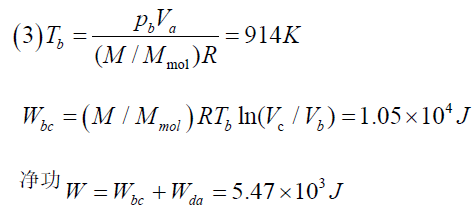 (3) T_b = p_b V_a / ((M / M_mol) R) = 914K
W_bc = (M / M_mol) RT_b ln(V_c / V_b) = 1.05×10^4 J
净功 W = W_bc + W_da = 5.47×10^3 J